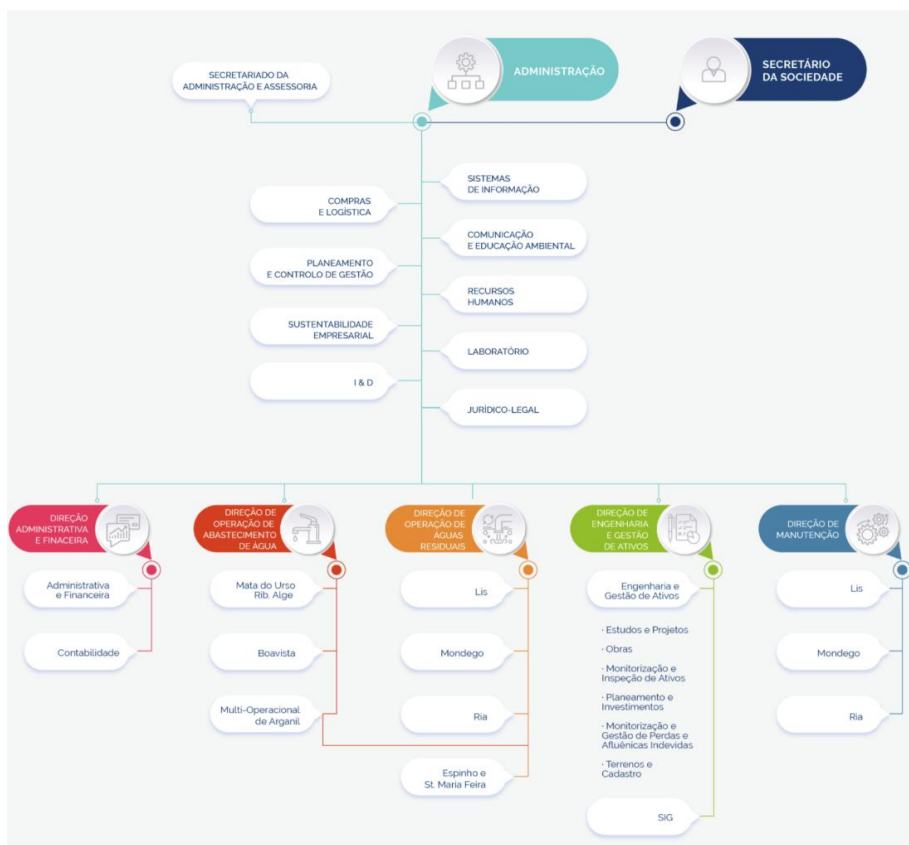 SECRETARIADO DA
ADMINISTRAÇÃO E ASSESSORIA
ADMINISTRAÇÃO
SECRETÁRIO
DA SOCIEDADE
SISTEMAS
DE INFORMAÇÃO
COMPRAS
E LOGÍSTICA
COMUNICAÇÃO
E EDUCAÇÃO AMBIENTAL
PLANEAMENTO
E CONTROLO DE GESTÃO
RECURSOS
HUMANOS
SUSTENTABILIDADE
EMPRESARIAL
LABORATÓRIO
I & D
JURÍDICO-LEGAL
DIREÇÃO
ADMINISTRATIVA
E FINACEIRA
Administrativa
e Financeira
Contabilidade
DIREÇÃO DE
OPERAÇÃO DE
ABASTECIMENTO
DE ÁGUA
Mata do Urso
Rib. Alge
Boavista
Multi-Operacional
de Arganil
DIREÇÃO DE
OPERAÇÃO DE
ÁGUAS
RESIDUAIS
Lis
Mondego
Ria
Espinho e
St. Maria Feira
DIREÇÃO DE
ENGENHARIA
E GESTÃO
DE ATIVOS
Engenharia e
Gestão de Ativos
· Estudos e Projetos
· Obras
· Monitorização e
Inspeção de Ativos
· Planeamento e
Investimentos
· Monitorização e
Gestão de Perdas e
Afluênicas Indevidas
· Terrenos e
Cadastro
SIG
DIREÇÃO DE
MANUTENÇÃO
Lis
Mondego
Ria